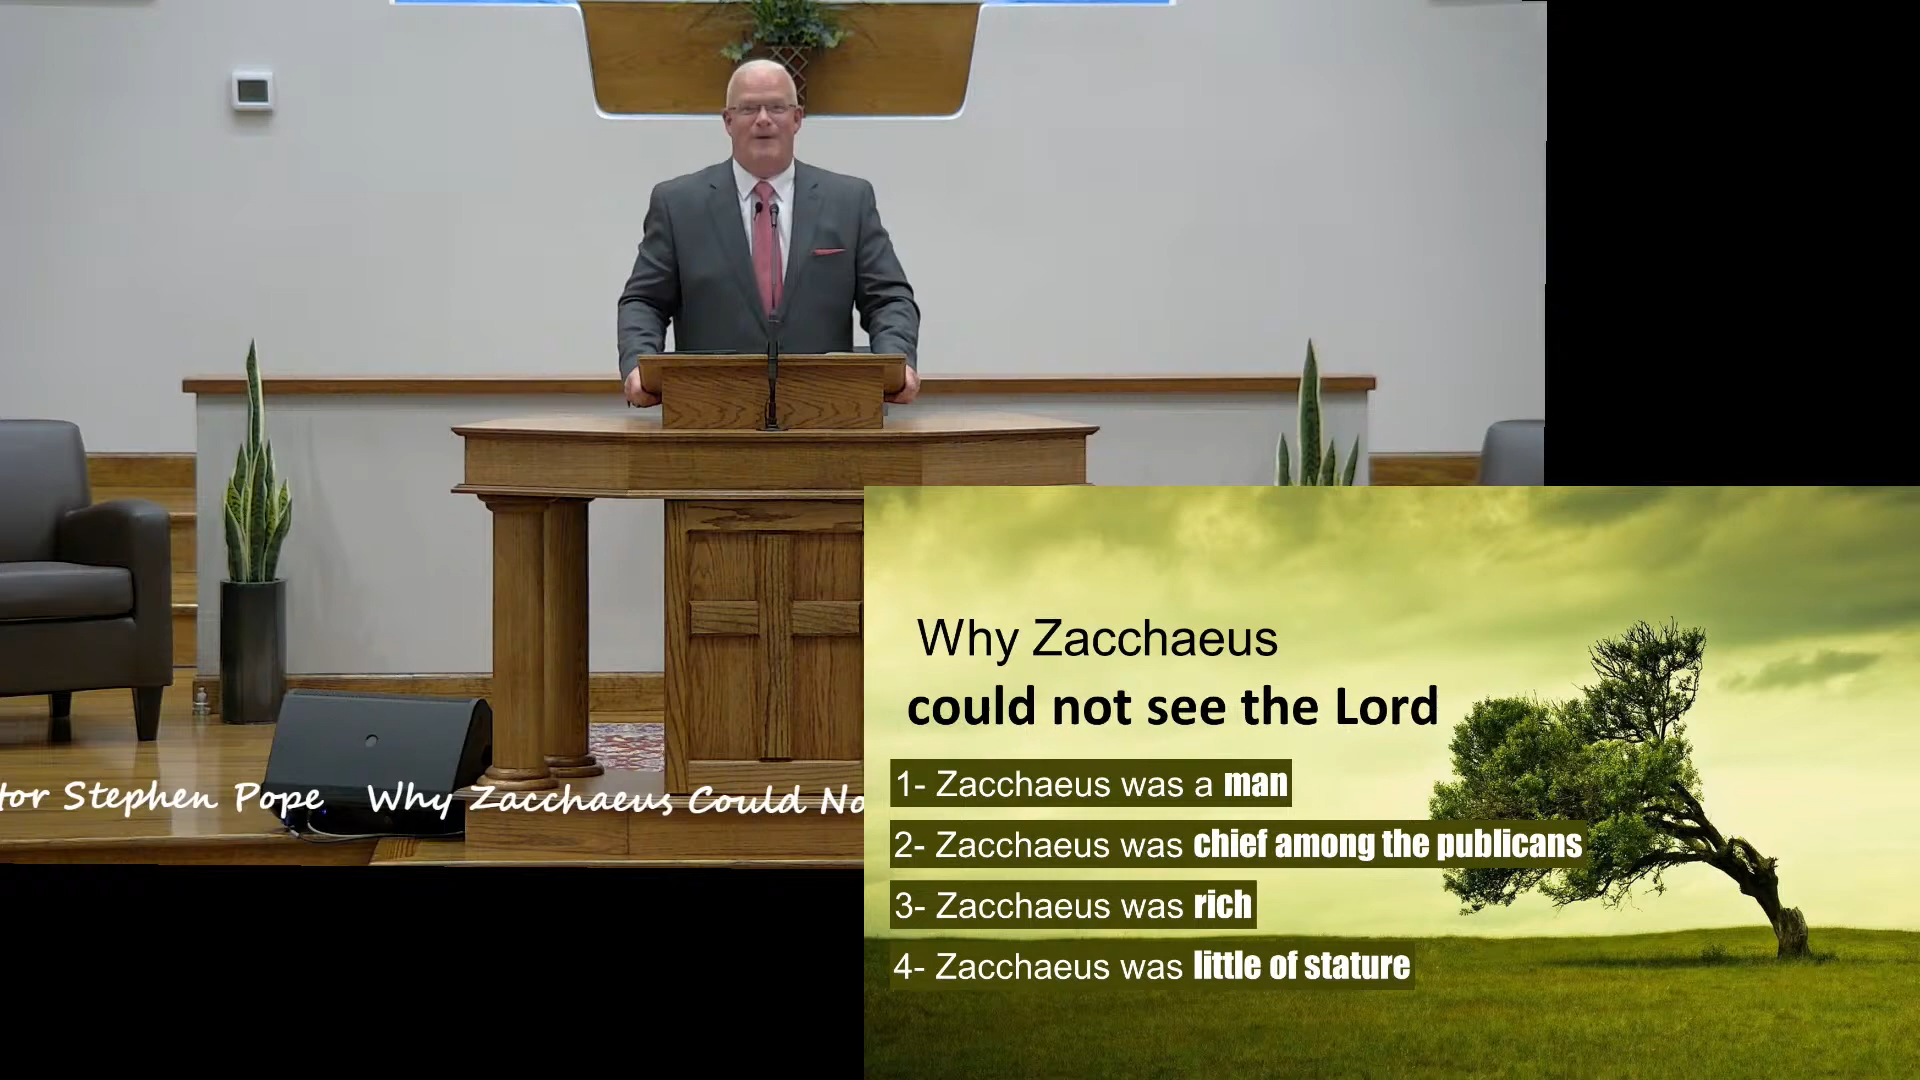 tor Stephen Pope Why Zacchaeus Could No
Why Zacchaeus
could not see the Lord
1- Zacchaeus was a man
2- Zacchaeus was chief among the publicans
3- Zacchaeus was rich
4- Zacchaeus was little of stature